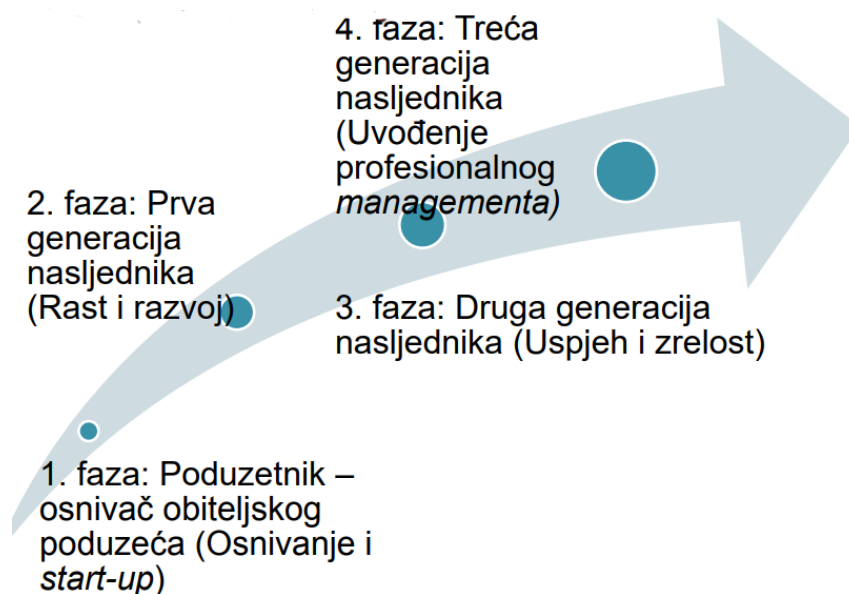 4. faza: Treća
generacija
nasljednika
(Uvođenje
profesionalnog
managementa)
2. faza: Prva
generacija
nasljednika
(Rast i razvoj)
3. faza: Druga generacija
nasljednika (Uspjeh i zrelost)
1. faza: Poduzetnik –
osnivač obiteljskog
poduzeća (Osnivanje i
start-up)